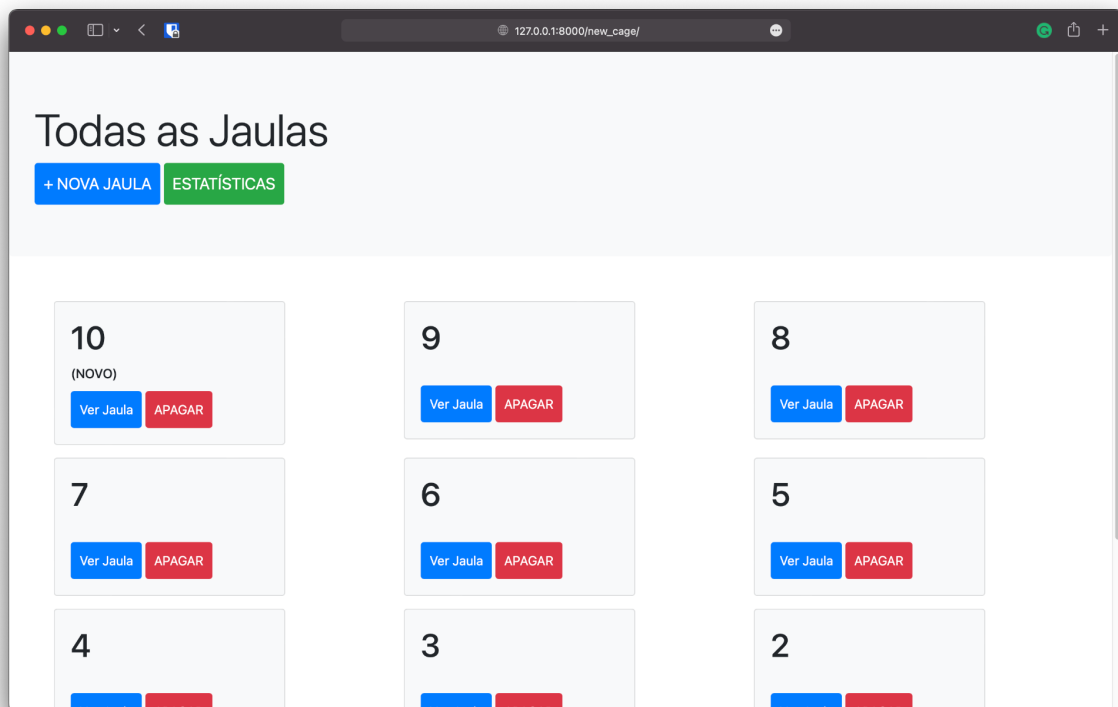 127.0.0.1:8000/new_cage/
Todas as Jaulas
+ NOVA JAULA ESTATÍSTICAS
10 9 8
(NOVO)
Ver Jaula APAGAR Ver Jaula APAGAR Ver Jaula APAGAR
7 6 5
Ver Jaula APAGAR Ver Jaula APAGAR Ver Jaula APAGAR
4 3 2